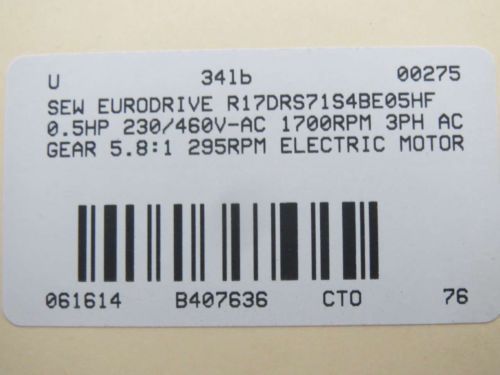 U 34lb 00275
SEW EURODRIVE R17DRS71S4BE05HF
0.5HP 230/460V-AC 1700RPM 3PH AC
GEAR 5.8:1 295RPM ELECTRIC MOTOR
061614 B407636 CTO 76